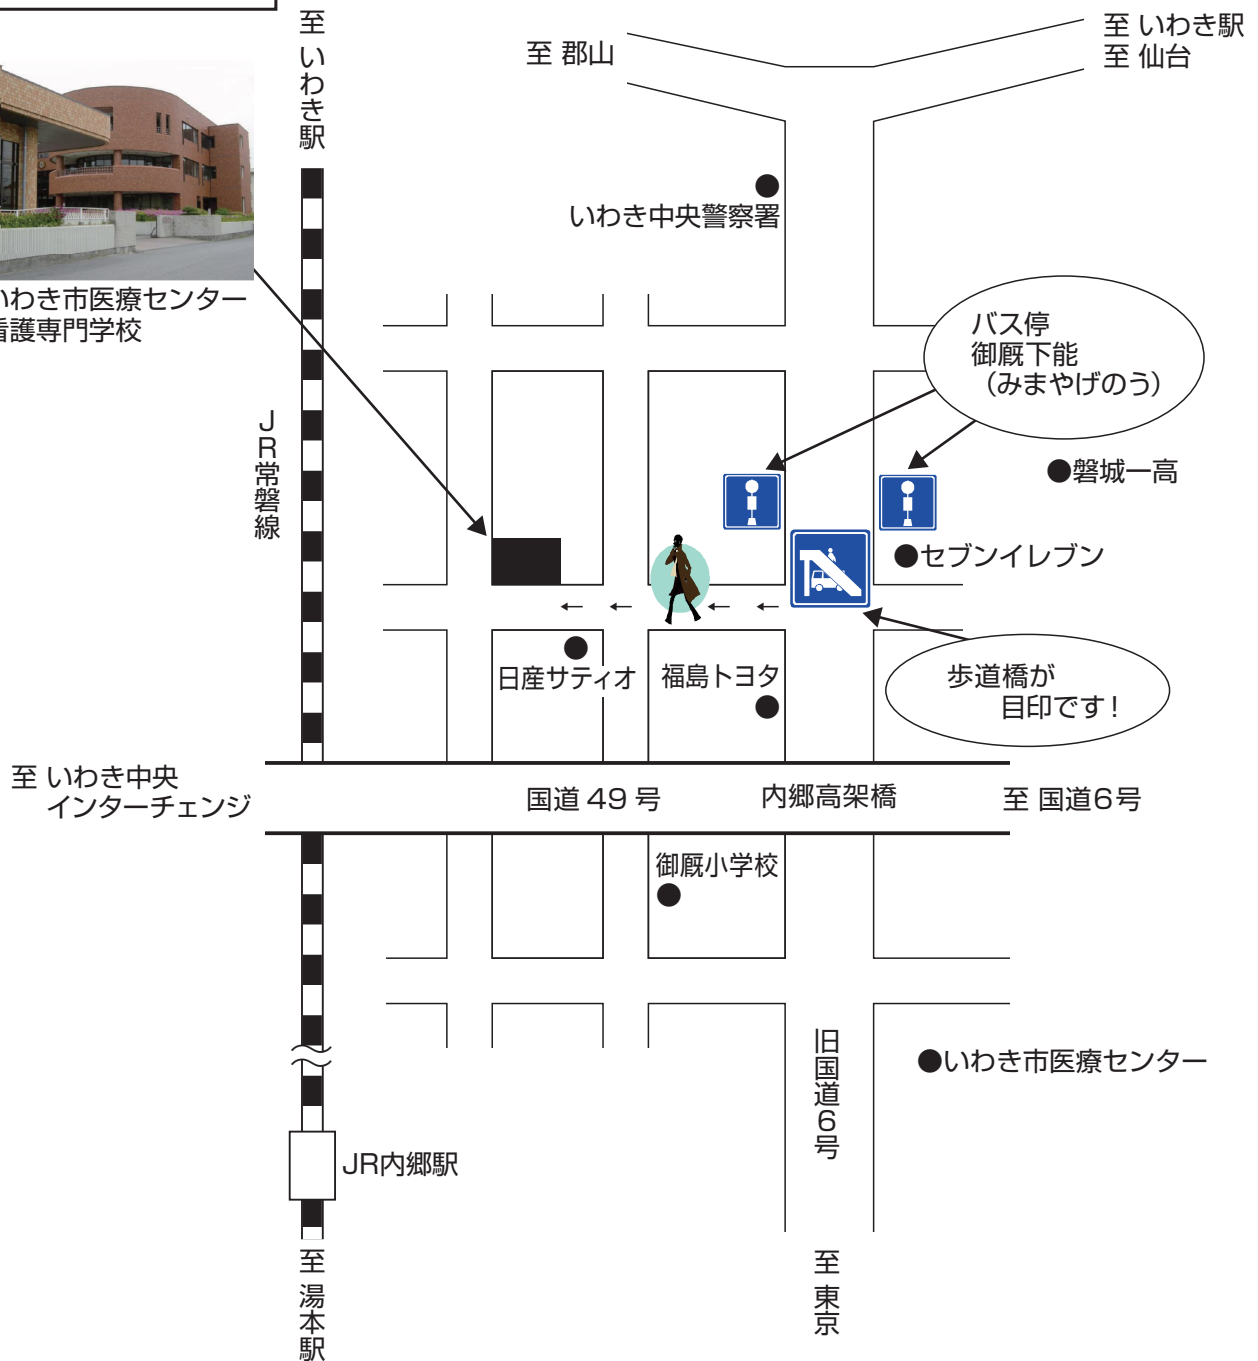 至 いわき駅
至 郡山
至 いわき駅
至 仙台
いわき中央警察署
いわき市医療センター
看護専門学校
バス停
御厩下能
(みまやげのう)
JR常磐線
●磐城一高
●セブンイレブン
← ← ← ←
日産サティオ
福島トヨタ
歩道橋が
目印です!
至 いわき中央
インターチェンジ
国道 49 号
内郷高架橋
至 国道6号
御厩小学校
旧国道6号
●いわき市医療センター
JR内郷駅
至 湯本駅
至 東京